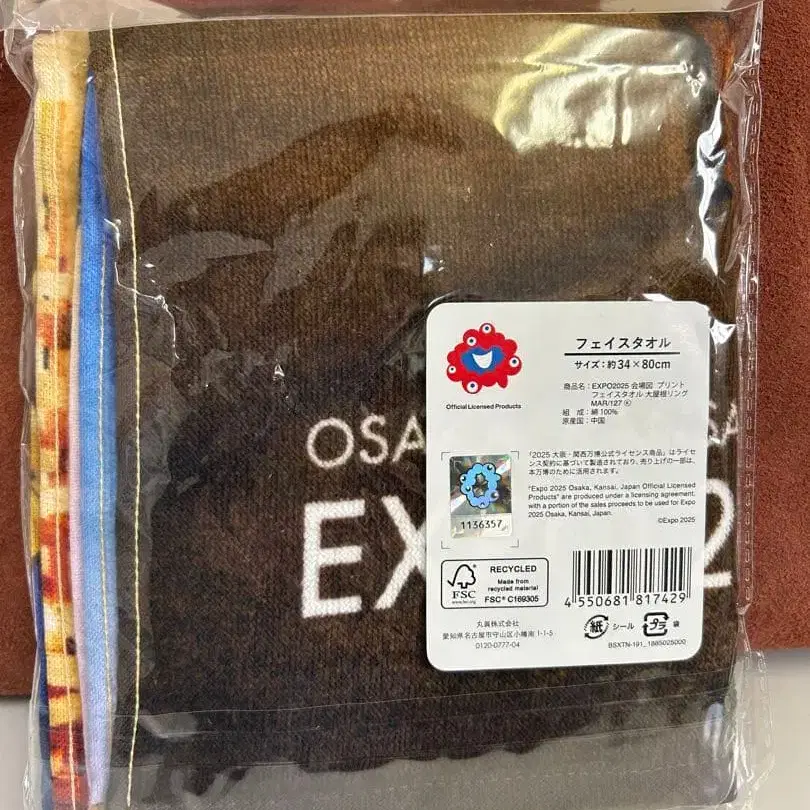 OSA
EX
2
Official Licensed Products
フェイスタオル
サイズ：約34×80cm
商品名：EXPO2025 会場図 プリント
フェイスタオル 大屋根リング
MAR/127 Ⓚ
組　成：綿100%
原産国：中国
「2025 大阪・関西万博公式ライセンス商品」はライセ
ンス契約に基づいて製造されており、売り上げの一部は、
本万博のために活用されます。
"Expo 2025 Osaka, Kansai, Japan Official Licensed
Products" are produced under a licensing agreement,
with a portion of the sales proceeds to be used for Expo
2025 Osaka, Kansai, Japan.
©Expo 2025
1136357
FSC
www.fsc.org
RECYCLED
Made from
recycled material
FSC® C169305
4 550681 817429
丸眞株式会社
愛知県名古屋市守山区小幡南 1-1-5
0120-0777-04
紙 シール
プラ 袋
BSXTN-191_1885025000